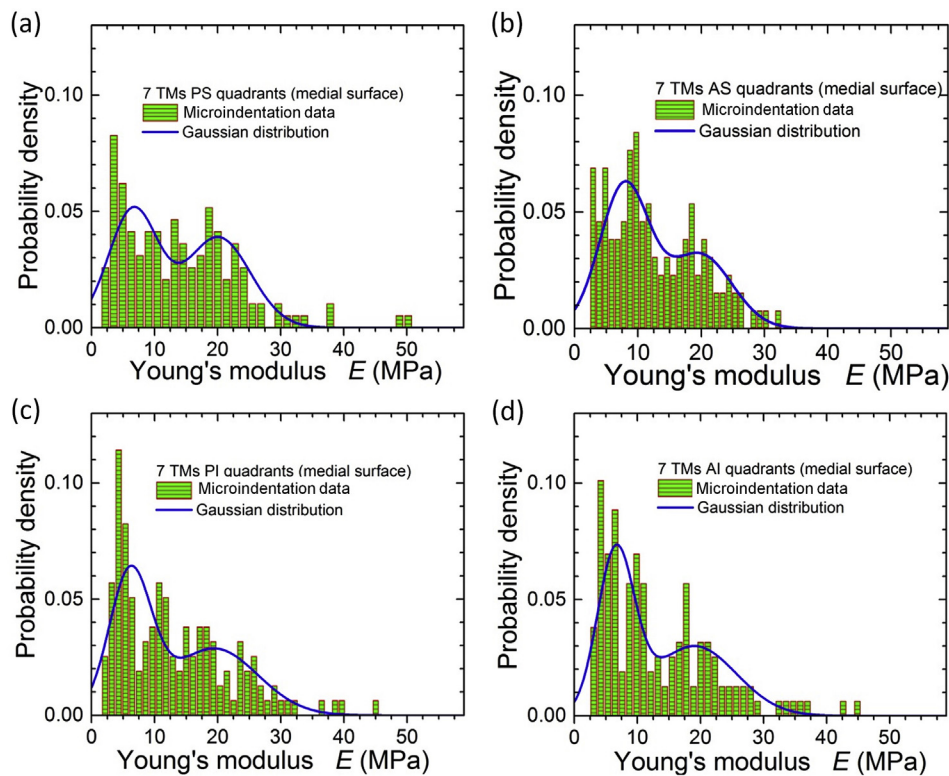 (a)
0.10
0.05
0.00
Probability density
7 TMs PS quadrants (medial surface)
Microindentation data
Gaussian distribution
0 10 20 30 40 50
Young's modulus E (MPa)
(b)
0.10
0.05
0.00
Probability density
7 TMs AS quadrants (medial surface)
Microindentation data
Gaussian distribution
0 10 20 30 40 50
Young's modulus E (MPa)
(c)
0.10
0.05
0.00
Probability density
7 TMs PI quadrants (medial surface)
Microindentation data
Gaussian distribution
0 10 20 30 40 50
Young's modulus E (MPa)
(d)
0.10
0.05
0.00
Probability density
7 TMs AI quadrants (medial surface)
Microindentation data
Gaussian distribution
0 10 20 30 40 50
Young's modulus E (MPa)